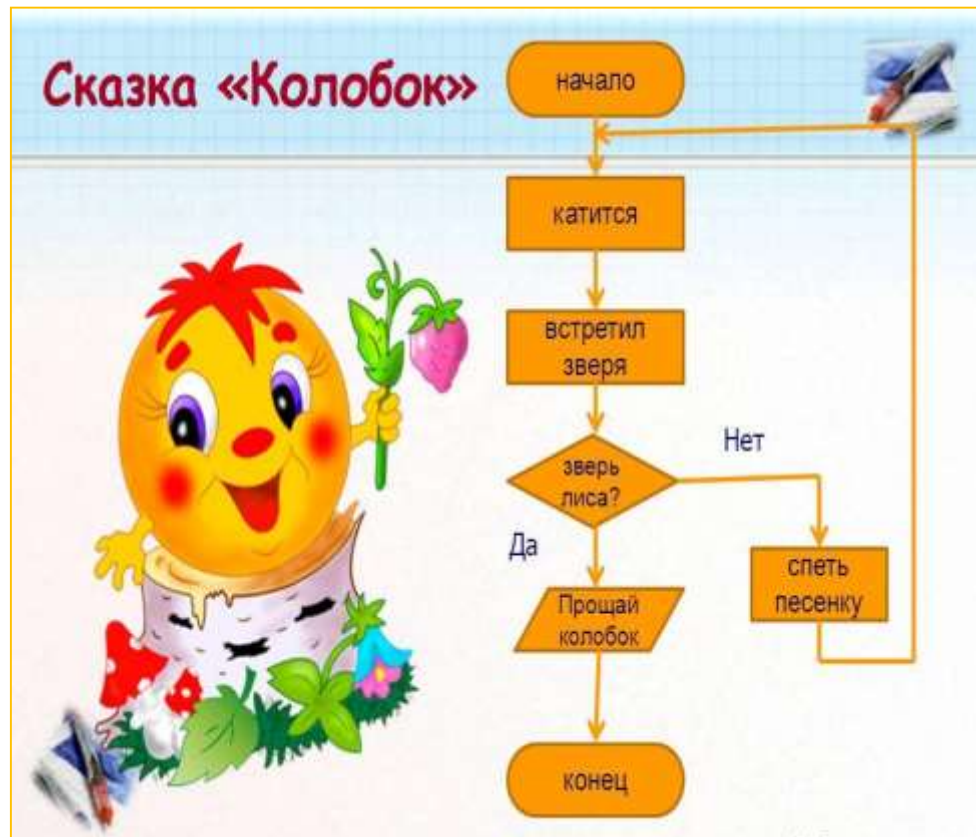 Сказка «Колобок»
начало
катится
встретил
зверя
зверь
лиса?
Нет
Да
спеть
песенку
Прощай
колобок
конец